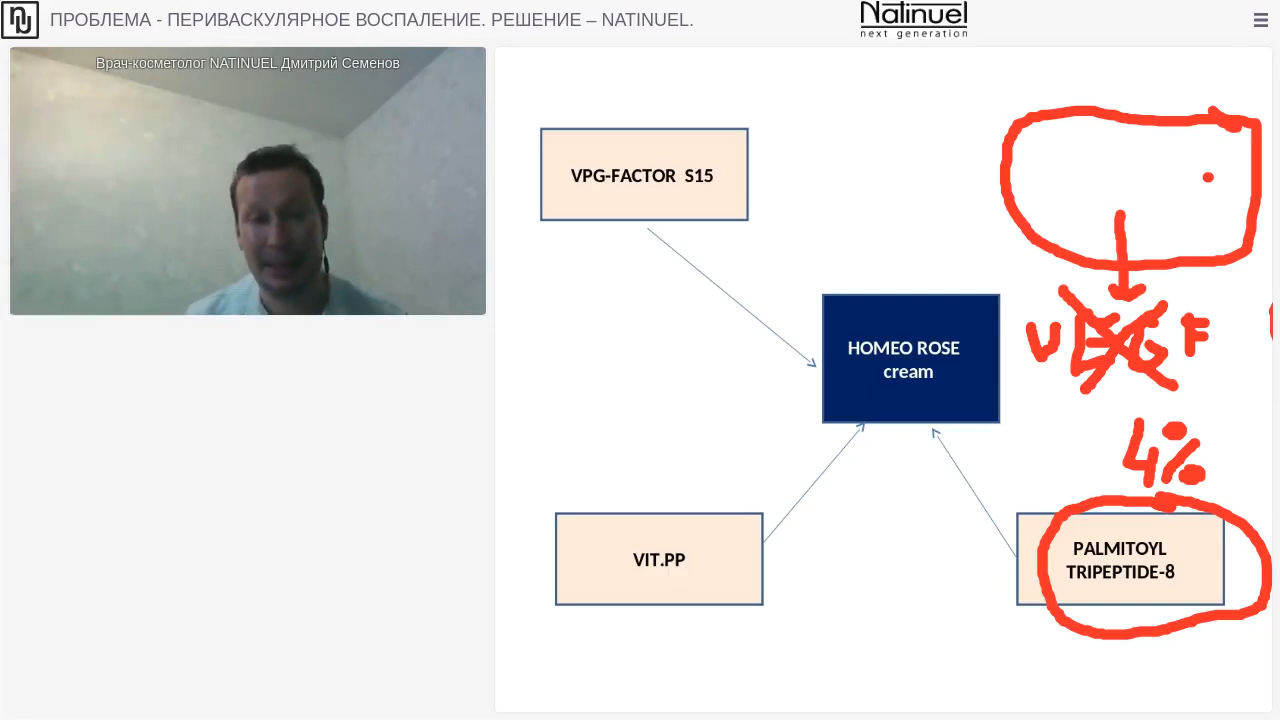 ПРОБЛЕМА - ПЕРИВАСКУЛЯРНОЕ ВОСПАЛЕНИЕ. РЕШЕНИЕ – NATINUEL.
Natinuel
next generation
Врач-косметолог NATINUEL Дмитрий Семенов
VPG-FACTOR S15
HOMEO ROSE
cream
VEGF
4%
VIT.PP
PALMITOYL
TRIPEPTIDE-8